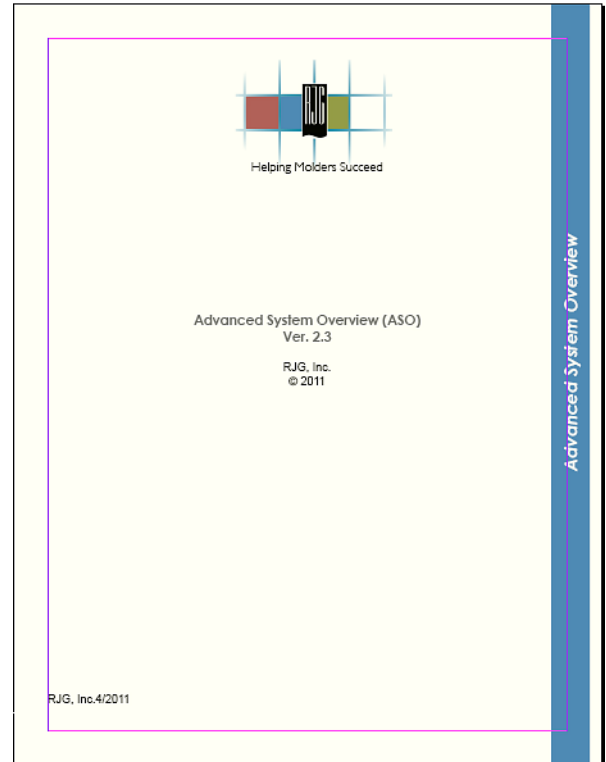 RJG
Helping Molders Succeed
Advanced System Overview (ASO)
Ver. 2.3
RJG, Inc.
© 2011
Advanced System Overview
RJG, Inc.4/2011